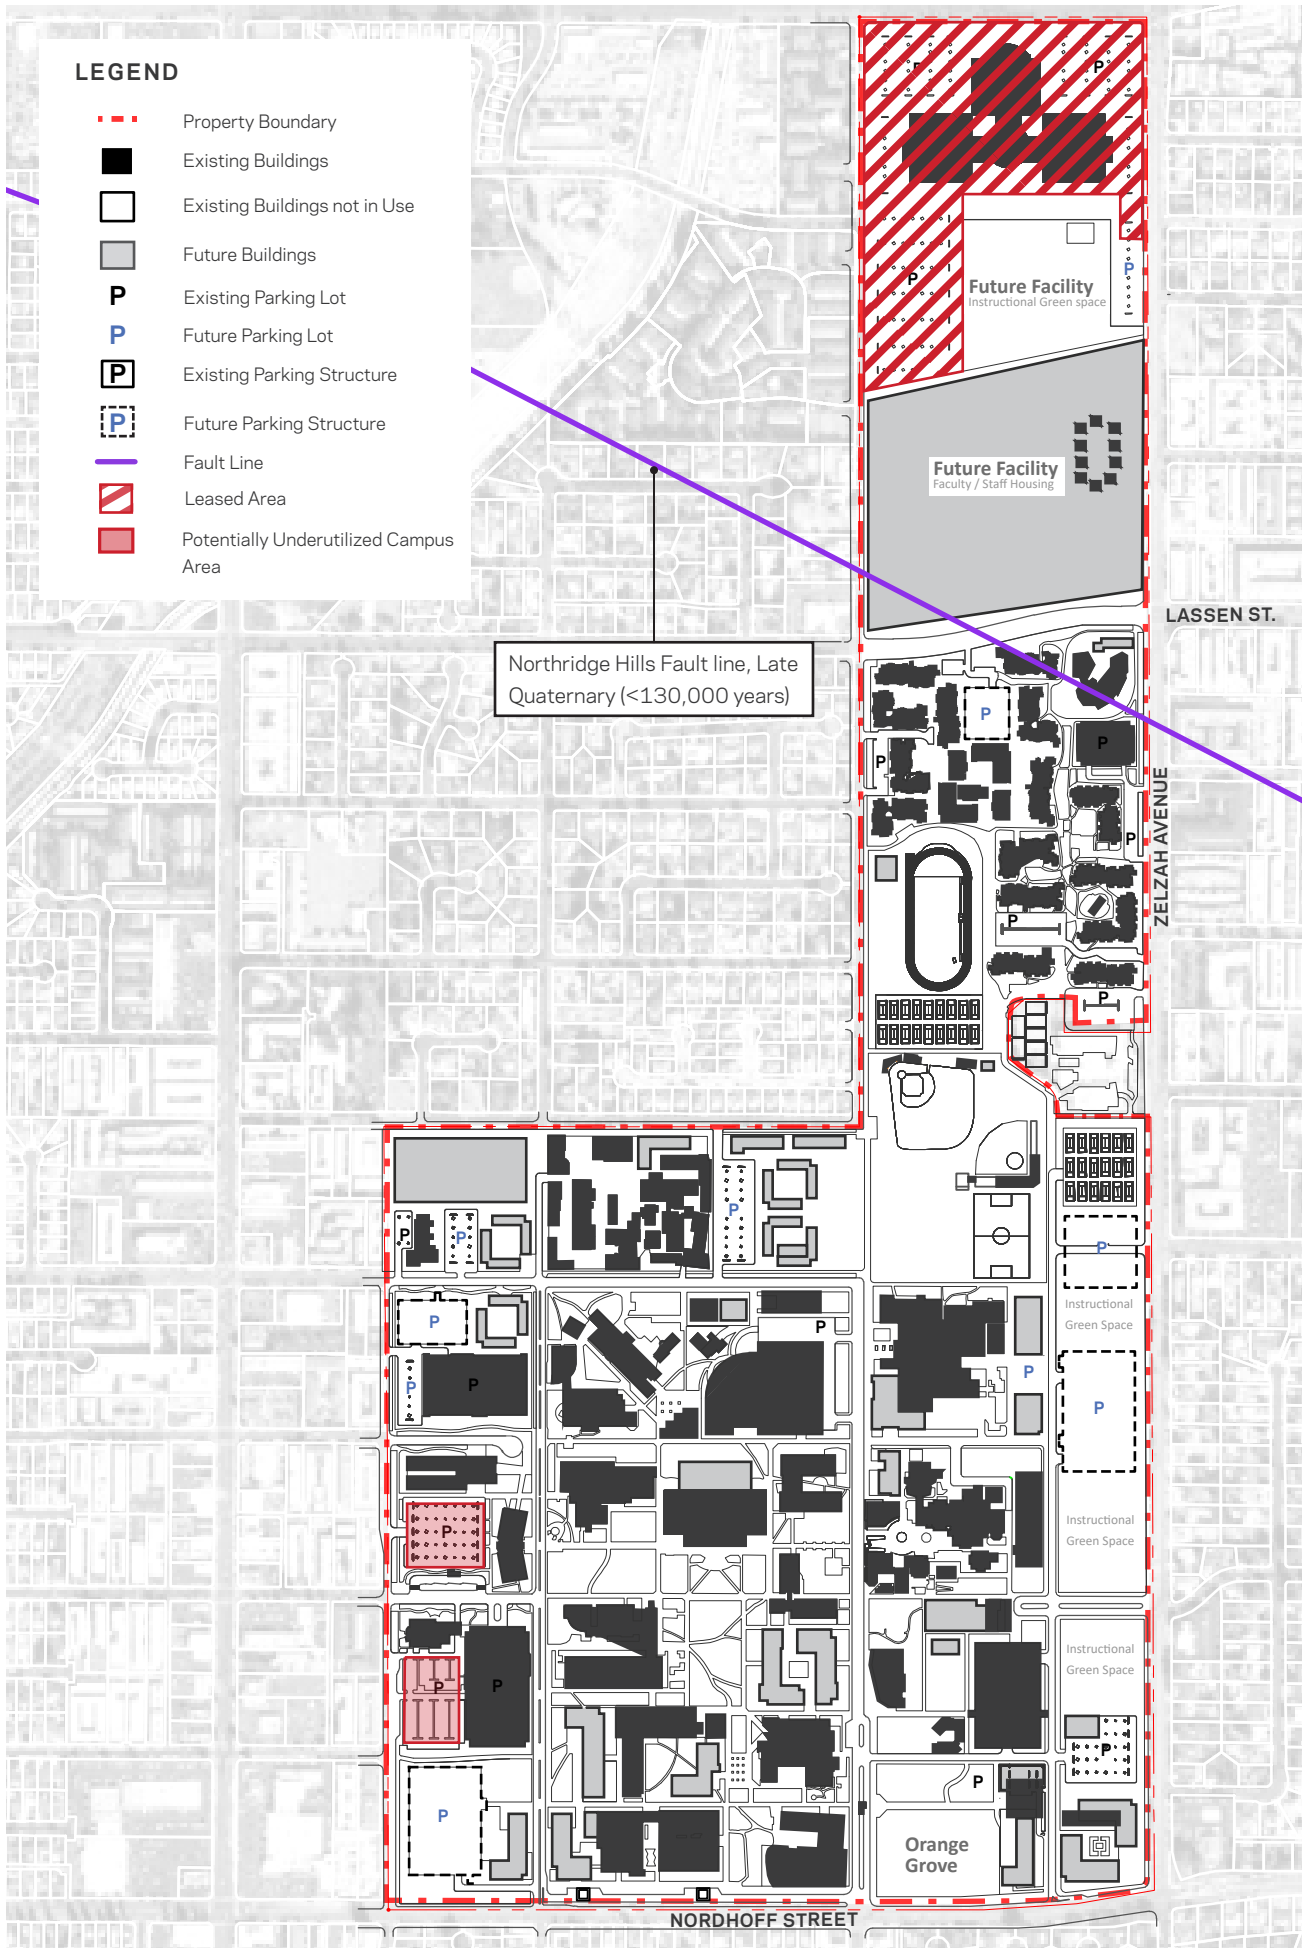 LEGEND
Property Boundary
Existing Buildings
Existing Buildings not in Use
Future Buildings
P Existing Parking Lot
P Future Parking Lot
P Existing Parking Structure
P Future Parking Structure
Fault Line
Leased Area
Potentially Underutilized Campus
Area
P
P
P
P
Future Facility
Instructional Green space
Future Facility
Faculty / Staff Housing
LASSEN ST.
Northridge Hills Fault line, Late
Quaternary (<130,000 years)
P
P
P
ZELZAH AVENUE
P
P
P
P
P
P
P
Instructional
Green Space
P
P
P
P
P
P
P
Instructional
Green Space
Instructional
Green Space
P
P
P
P
P
Orange
Grove
NORDHOFF STREET